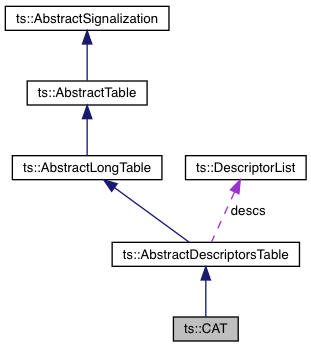 ts::AbstractSignalization
ts::AbstractTable
ts::AbstractLongTable
ts::DescriptorList
descs
ts::AbstractDescriptorsTable
ts::CAT